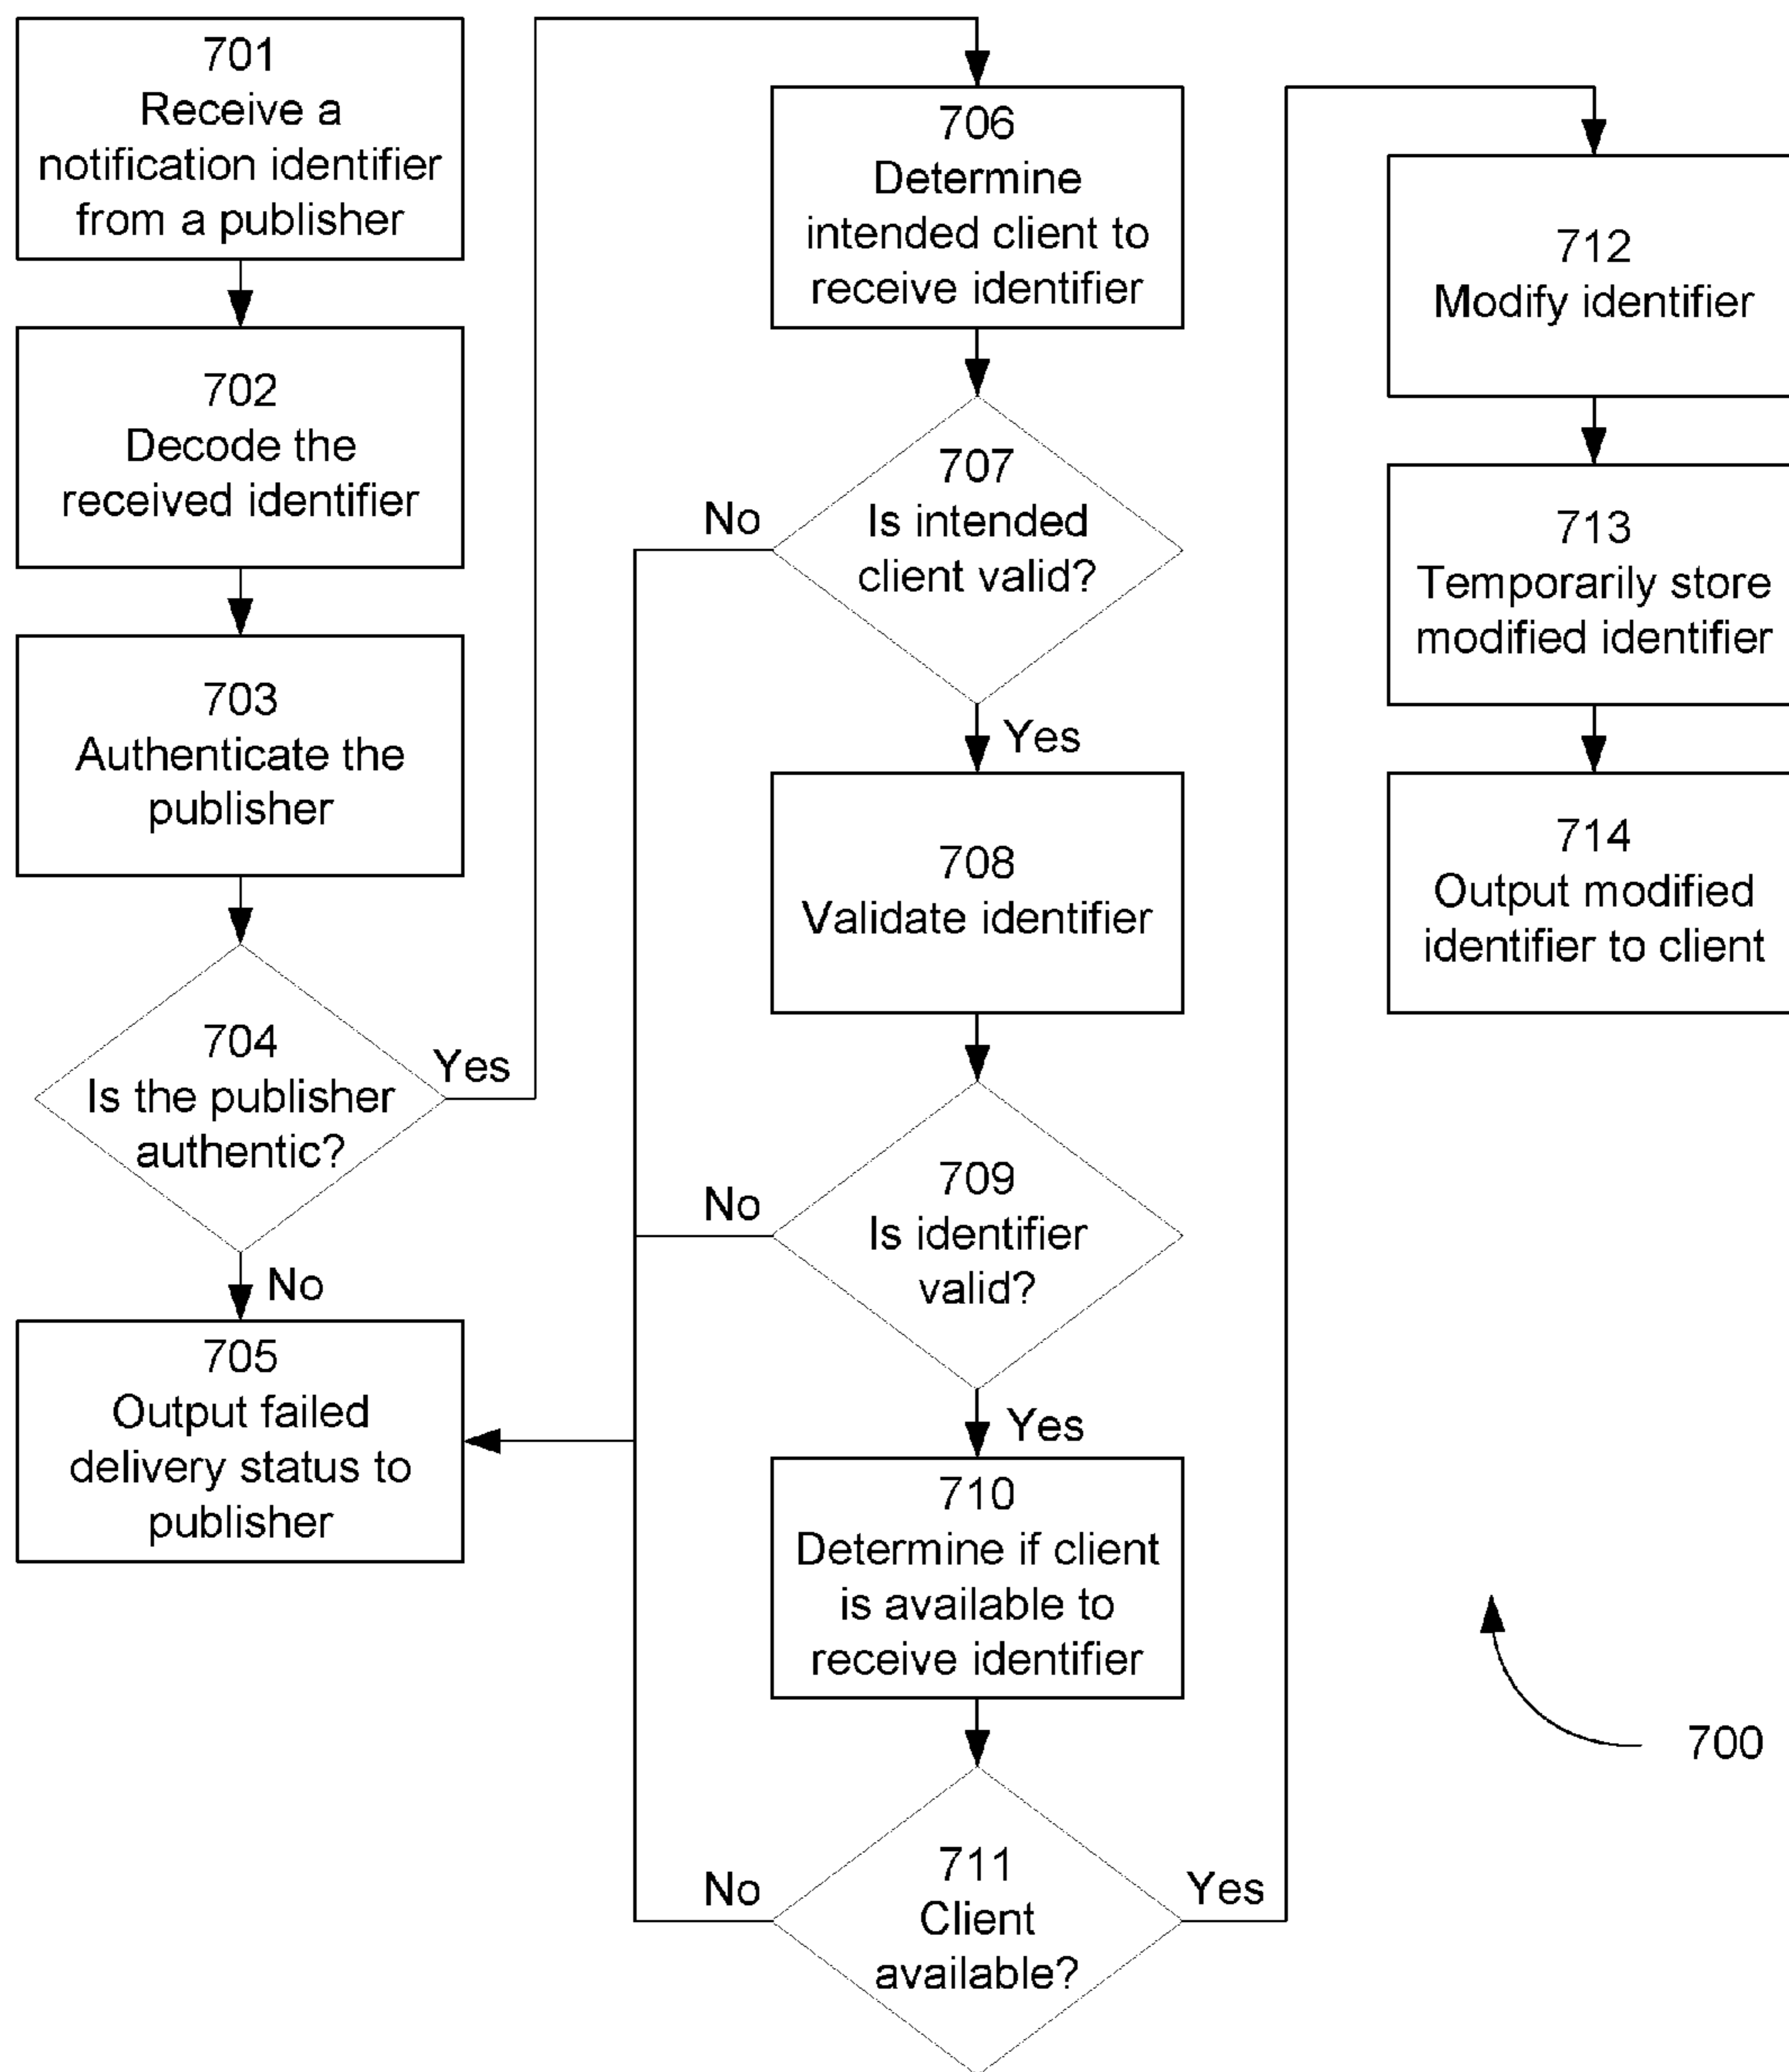 701
Receive a
notification identifier
from a publisher
702
Decode the
received identifier
703
Authenticate the
publisher
704
Is the publisher
authentic?
Yes
No
705
Output failed
delivery status to
publisher
706
Determine
intended client to
receive identifier
707
Is intended
client valid?
No
Yes
708
Validate identifier
709
Is identifier
valid?
No
Yes
710
Determine if client
is available to
receive identifier
711
Client
available?
No
Yes
712
Modify identifier
713
Temporarily store
modified identifier
714
Output modified
identifier to client
700